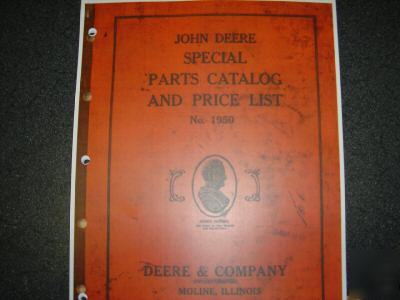 JOHN DEERE
SPECIAL
PARTS CATALOG
AND PRICE LIST
No. 1950
DEERE & COMPANY
MOLINE, ILLINOIS